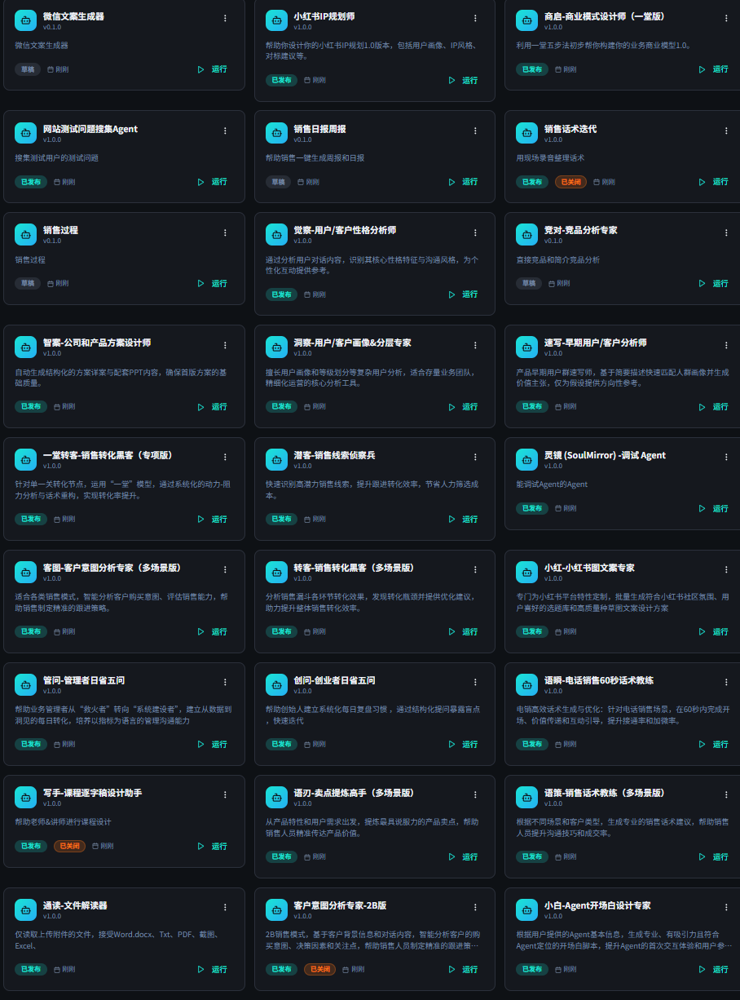 微信文案生成器
v0.1.0
微信文案生成器
草稿 刚刚 运行
小红书IP规划师
v1.0.0
帮助你设计你的小红书IP规划1.0版本，包括用户画像、IP风格、
对标建议等。
已发布 刚刚 运行
商启-商业模式设计师（一堂版）
v1.0.0
利用一堂五步法初步帮你构建你的业务商业模型1.0。
已发布 刚刚 运行
网站测试问题搜集Agent
v1.0.0
搜集测试用户的测试问题
已发布 刚刚 运行
销售日报周报
v0.1.0
帮助销售一键生成周报和日报
草稿 刚刚 运行
销售话术迭代
v1.0.0
用现场录音整理话术
已发布 已关闭 刚刚 运行
销售过程
v0.1.0
销售过程
草稿 刚刚 运行
觉察-用户/客户性格分析师
v1.0.0
通过分析用户对话内容，识别其核心性格特征与沟通风格，为个
性化互动提供参考。
已发布 刚刚 运行
竞对-竞品分析专家
v0.1.0
直接竞品和简介竞品分析
草稿 刚刚 运行
智案-公司和产品方案设计师
v1.0.0
自动生成结构化的方案详案与配套PPT内容，确保首版方案的基
础质量。
已发布 刚刚 运行
洞察-用户/客户画像&分层专家
v1.0.0
擅长用户画像和等级划分等复杂用户分析，适合存量业务团队，
精细化运营的核心分析工具。
已发布 刚刚 运行
速写-早期用户/客户分析师
v1.0.0
产品早期用户群速写师，基于简要描述快速匹配人群画像并生成
价值主张，仅为假设提供方向性参考。
已发布 刚刚 运行
一堂转客-销售转化黑客（专项版）
v1.0.0
针对单一关转化节点，运用“一堂”模型，通过系统化的动力-阻
力分析与话术重构，实现转化率提升。
已发布 刚刚 运行
潜客-销售线索侦察兵
v1.0.0
快速识别高潜力销售线索，提升跟进转化效率，节省人力筛选成
本。
已发布 刚刚 运行
灵镜 (SoulMirror) -调试 Agent
v1.0.0
能调试Agent的Agent
已发布 刚刚 运行
客图-客户意图分析专家（多场景版）
v1.0.0
适合各类销售模式，智能分析客户购买意图、评估销售能力，帮
助销售制定精准的跟进策略。
已发布 刚刚 运行
转客-销售转化黑客（多场景版）
v1.0.0
分析销售漏斗各环节转化效果，发现转化瓶颈并提供优化建议，
助力提升整体销售转化效率。
已发布 刚刚 运行
小红-小红书图文案专家
v1.0.0
专门为小红书平台特性定制，批量生成符合小红书社区氛围、用
户喜好的选题库和高质量种草图文案设计方案
已发布 刚刚 运行
管问-管理者日省五问
v1.0.0
帮助业务管理者从“救火者”转向“系统建设者”，建立从数据到
洞见的每日转化，培养以指标为语言的管理沟通能力
已发布 刚刚 运行
创问-创业者日省五问
v1.0.0
帮助创始人建立系统化每日复盘习惯 ，通过结构化提问暴露盲点
，快速迭代
已发布 刚刚 运行
语瞬-电话销售60秒话术教练
v1.0.0
电销高效话术生成与优化：针对电话销售场景，在60秒内完成开
场、价值传递和互动引导，提升接通率和加微率。
已发布 刚刚 运行
写手-课程逐字稿设计助手
v1.0.0
帮助老师&讲师进行课程设计
已发布 已关闭 刚刚 运行
语刃-卖点提炼高手（多场景版）
v1.0.0
从产品特性和用户需求出发，提炼最具说服力的产品卖点，帮助
销售人员精准传达产品价值。
已发布 刚刚 运行
语策-销售话术教练（多场景版）
v1.0.0
根据不同场景和客户类型，生成专业的销售话术建议，帮助销售
人员提升沟通技巧和成交率。
已发布 刚刚 运行
通读-文件解读器
v1.0.0
仅读取上传附件的文件，接受Word.docx、Txt、PDF、截图、
Excel、
已发布 刚刚 运行
客户意图分析专家-2B版
v1.0.0
2B销售模式，基于客户背景信息和对话内容，智能分析客户的购
买意图、决策因素和关注点，帮助销售人员制定精准的跟进策…
已发布 已关闭 刚刚 运行
小白-Agent开场白设计专家
v1.0.0
根据用户提供的Agent基本信息，生成专业、有吸引力且符合
Agent定位的开场白脚本，提升Agent的首次交互体验和用户参…
已发布 刚刚 运行